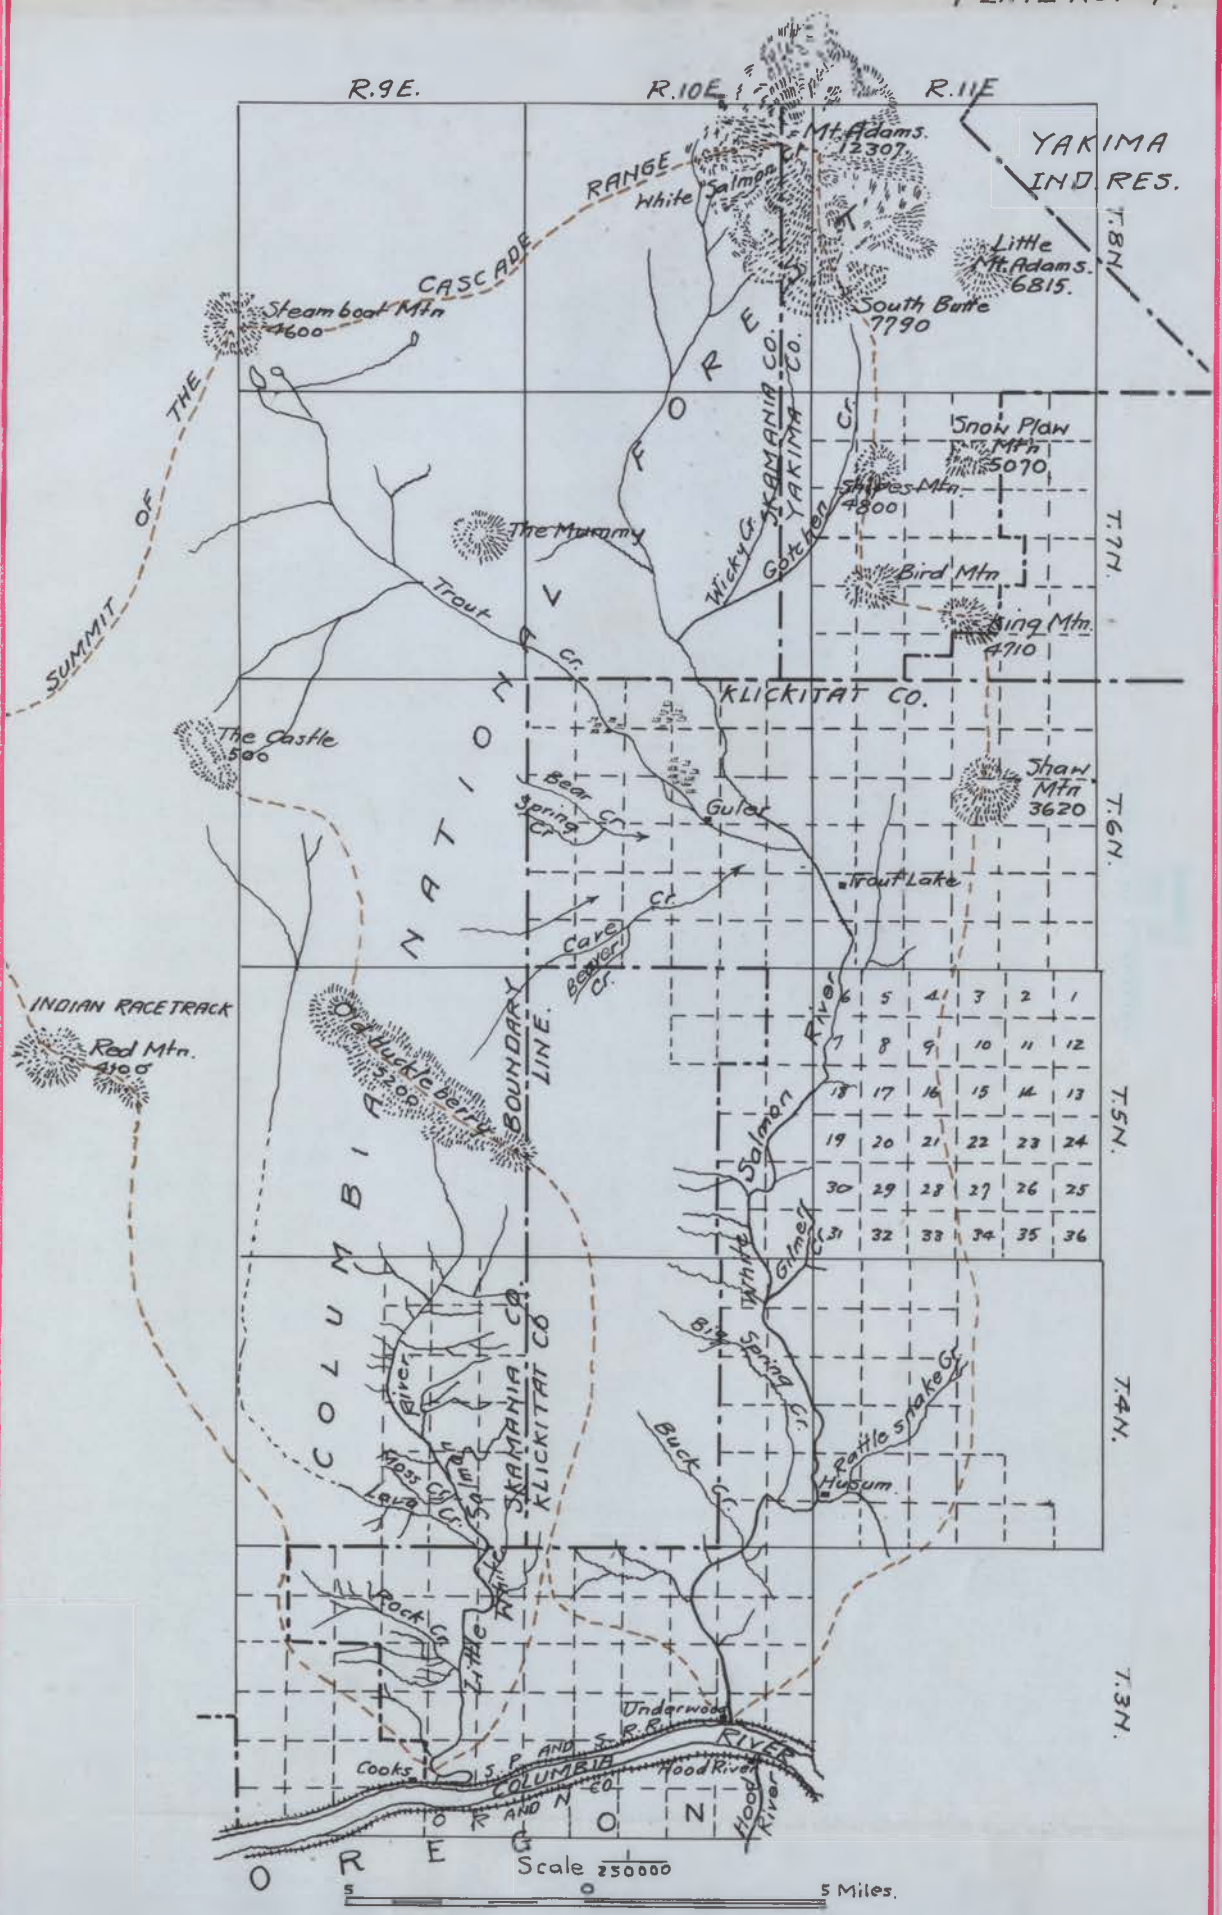 R.9E.
R.10E.
R.11E
Mt. Adams.
12307.
YAKIMA
IND. RES.
RANGE
White Salmon
T.8N.
CASCADE
Little
Mt. Adams.
6815.
Steamboat Mtn
4600
South Butte
7790
THE
OF
SUMMIT
FOREST
SKAMANIA CO.
YAKIMA CO.
Snow Plaw
Mtn
5070
Stipes Mtn.
4800
The Mummy
Wicky Cr.
Gotchen Cr.
T.7N.
Bird Mtn
Trout Cr.
King Mtn.
4710
KLICKITAT CO.
The Castle
500
NATIONAL
Shaw
Mtn
3620
Bear Cr.
Spring
Cr
Guler
T.6N.
Trout Lake
Cave Cr.
Beaver
Cr.
INDIAN RACETRACK
Red Mtn.
4100
Old Huckleberry
5200
BOUNDARY
LINE.
White Salmon River
6 5 4 3 2 1
7 8 9 10 11 12
18 17 16 15 14 13
19 20 21 22 23 24
30 29 28 27 26 25
31 32 33 34 35 36
T.5N.
COLUMBIA
Gilmer Cr.
Big Spring Cr.
SKAMANIA CO.
KLICKITAT CO
T.4N.
Rattlesnake Cr.
Buck Cr.
Husum.
Moss Cr.
Lava Cr.
Little White Salmon River
Rock Cr.
T.3N.
Underwood
S. P. AND S. R.R.
COLUMBIA RIVER
Cooks
Hood River
O R AND N CO
Hood
River
OREGON
Scale 1/250000
5 0 5 Miles.